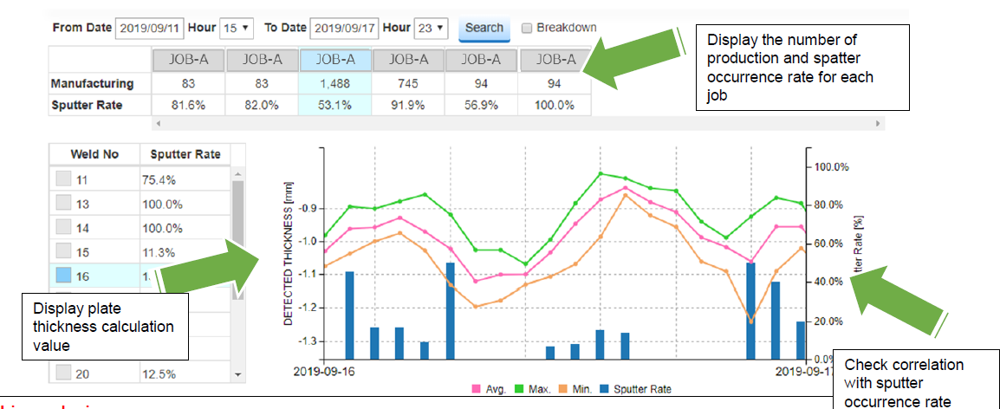 From Date 2019/09/11 Hour 15 To Date 2019/09/17 Hour 23 Search Breakdown
Display the number of
production and spatter
occurrence rate for each
job
JOB-A JOB-A JOB-A JOB-A JOB-A JOB-A
Manufacturing 83 83 1,488 745 94 94
Sputter Rate 81.6% 82.0% 53.1% 91.9% 56.9% 100.0%
Weld No Sputter Rate
11 75.4%
13 100.0%
14 100.0%
15 11.3%
16 1.
20 12.5%
Display plate
thickness calculation
value
DETECTED THICKNESS [mm]
-0.9
-1.0
-1.1
-1.2
-1.3
100.0%
80.0%
60.0%
40.0%
20.0%
0.0%
tter Rate [%]
2019-09-16 2019-09-17
Avg. Max. Min. Sputter Rate
Check correlation
with sputter
occurrence rate